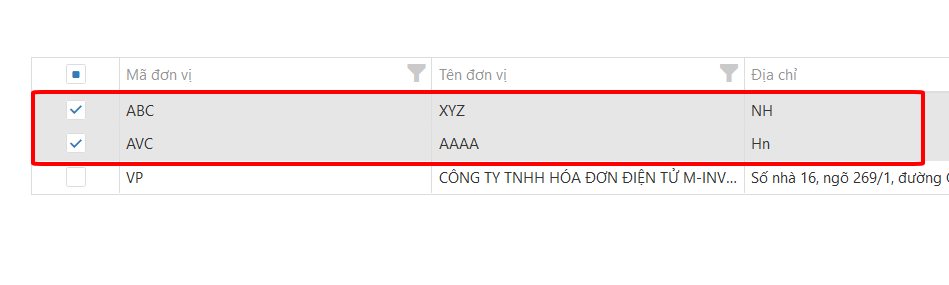 Mã đơn vị Tên đơn vị Địa chỉ
ABC XYZ NH
AVC AAAA Hn
VP CÔNG TY TNHH HÓA ĐƠN ĐIỆN TỬ M-INV... Số nhà 16, ngõ 269/1, đường